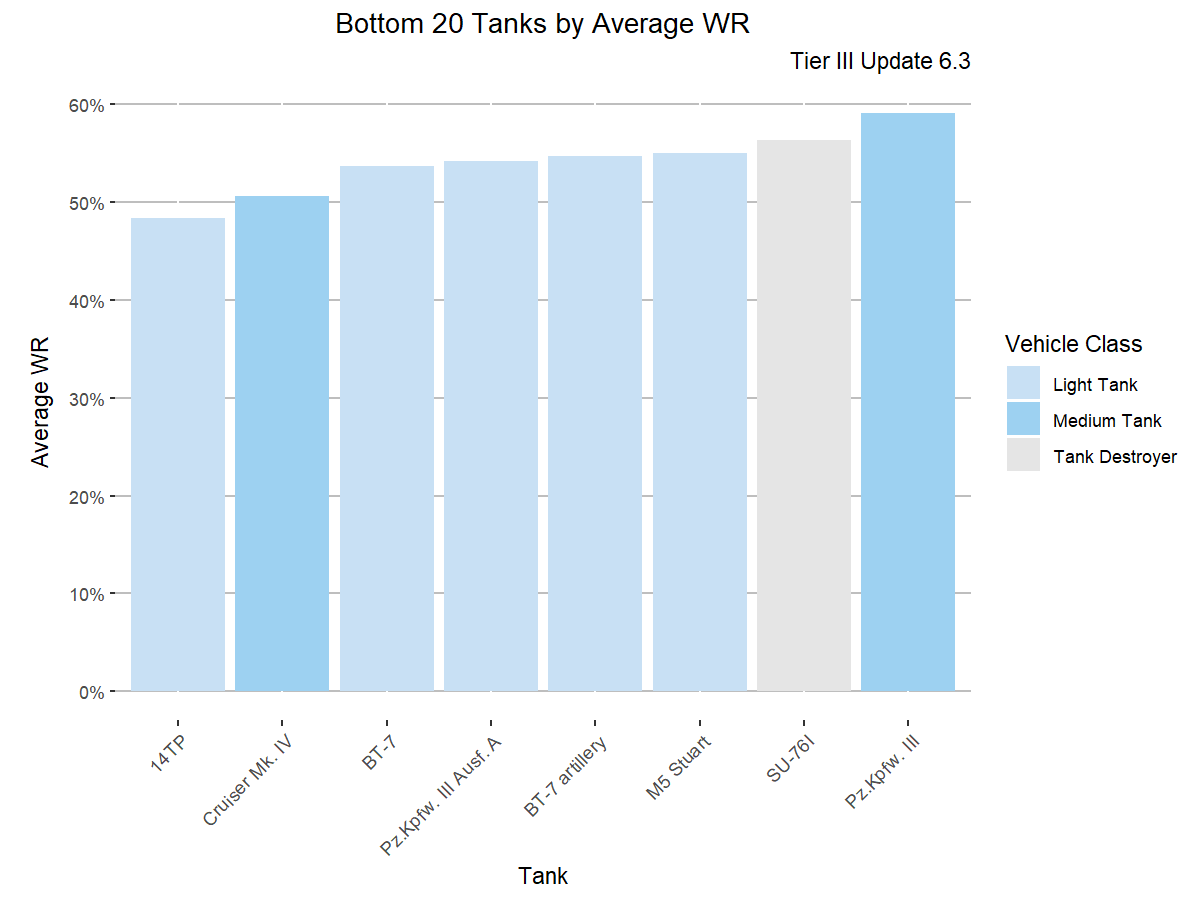 Bottom 20 Tanks by Average WR
Tier III Update 6.3
60%
50%
40%
30%
20%
10%
0%
Average WR
14TP
Cruiser Mk. IV
BT-7
Pz.Kpfw. III Ausf. A
BT-7 artillery
M5 Stuart
SU-76I
Pz.Kpfw. III
Tank
Vehicle Class
Light Tank
Medium Tank
Tank Destroyer